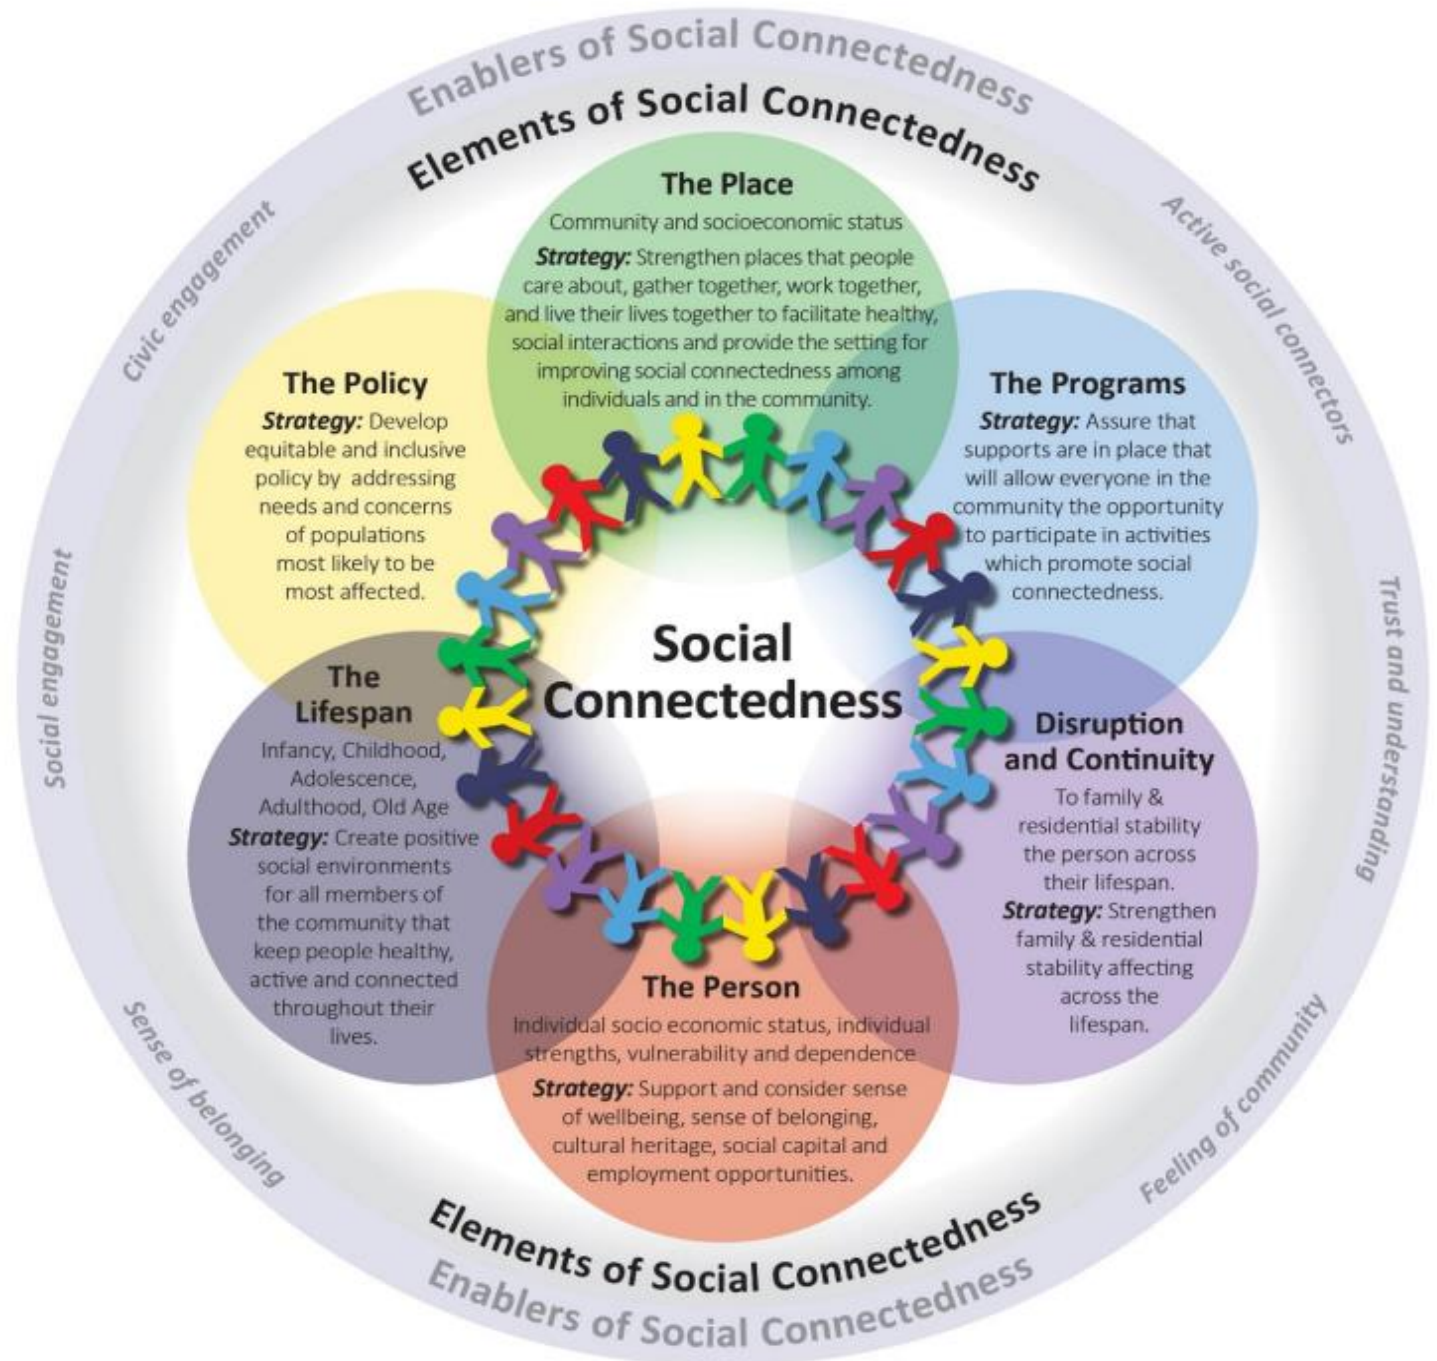 Enablers of Social Connectedness
Elements of Social Connectedness
Civic engagement
Active social connectors
Social engagement
Trust and understanding
Sense of belonging
Feeling of community
The Place
Community and socioeconomic status
Strategy: Strengthen places that people
care about, gather together, work together,
and live their lives together to facilitate healthy,
social interactions and provide the setting for
improving social connectedness among
individuals and in the community.
The Policy
Strategy: Develop
equitable and inclusive
policy by addressing
needs and concerns
of populations
most likely to be
most affected.
The Programs
Strategy: Assure that
supports are in place that
will allow everyone in the
community the opportunity
to participate in activities
which promote social
connectedness.
Social
Connectedness
The
Lifespan
Infancy, Childhood,
Adolescence,
Adulthood, Old Age
Strategy: Create positive
social environments
for all members of
the community that
keep people healthy,
active and connected
throughout their
lives.
Disruption
and Continuity
To family &
residential stability
the person across
their lifespan.
Strategy: Strengthen
family & residential
stability affecting
across the
lifespan.
The Person
Individual socio economic status, individual
strengths, vulnerability and dependence
Strategy: Support and consider sense
of wellbeing, sense of belonging,
cultural heritage, social capital and
employment opportunities.
Elements of Social Connectedness
Enablers of Social Connectedness